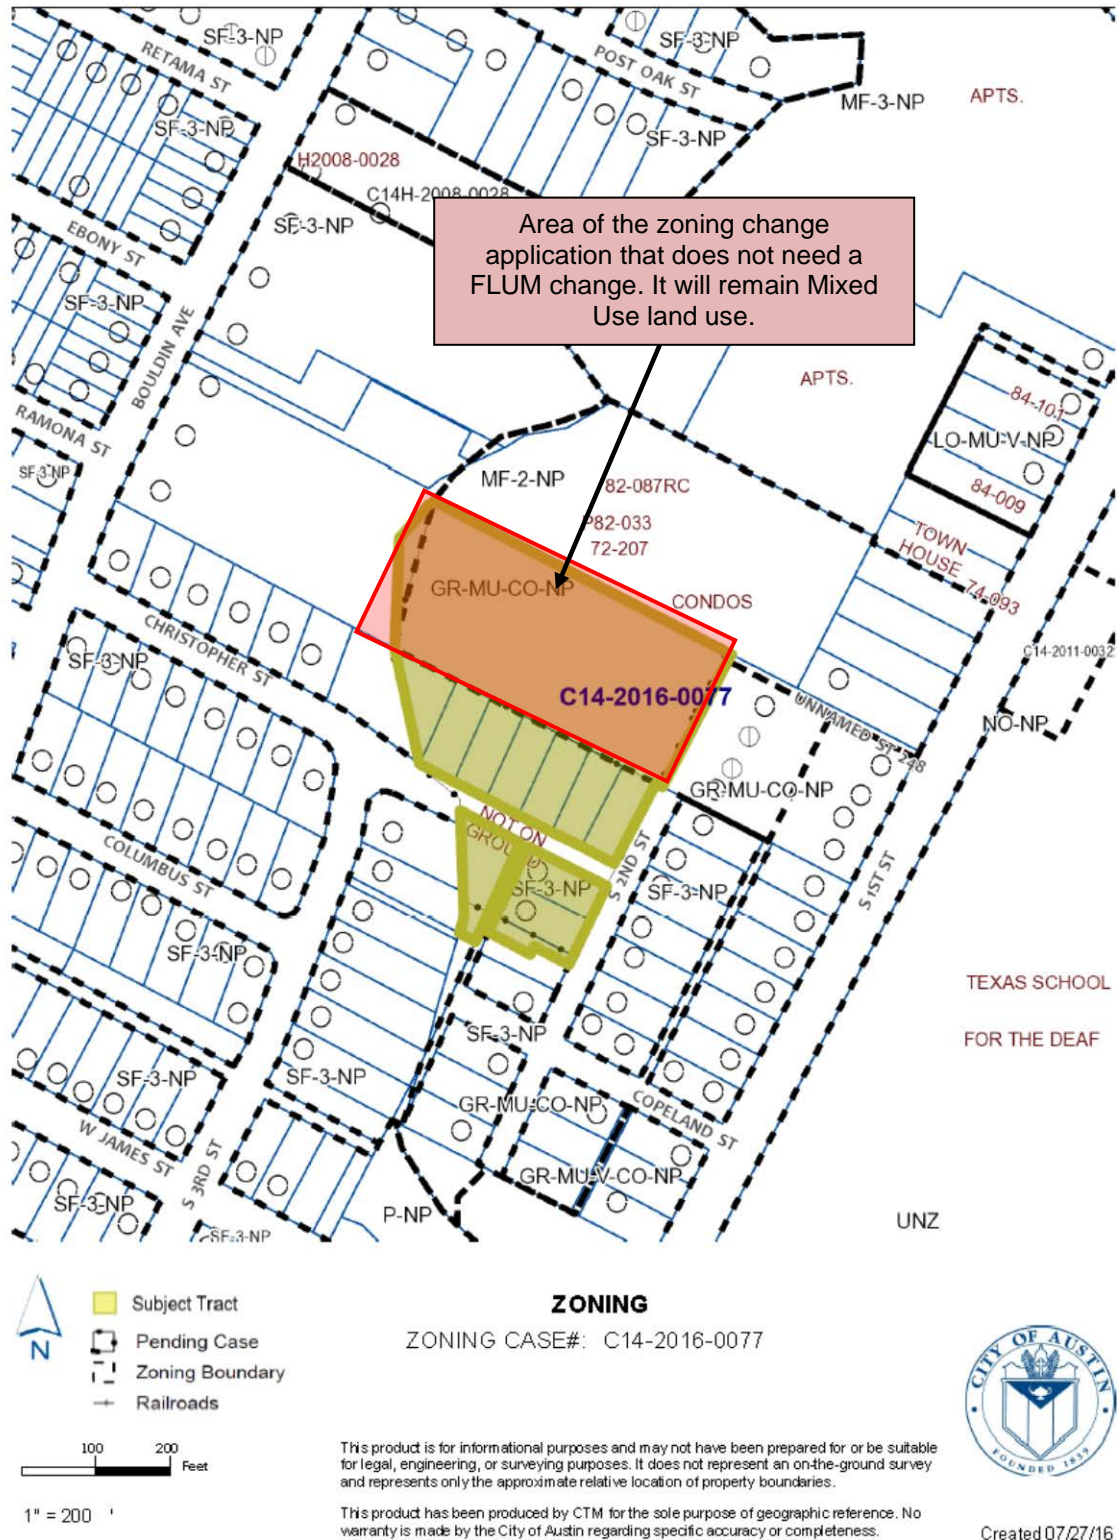 SF-3-NP
SF-3-NP
RETAMA ST
POST OAK ST
MF-3-NP
APTS.
SF-3-NP
SF-3-NP
H2008-0028
C14H-2008-0028
SF-3-NP
Area of the zoning change
application that does not need a
FLUM change. It will remain Mixed
Use land use.
EBONY ST
SF-3-NP
BOULDIN AVE
APTS.
84-101
RAMONA ST
LO-MU-V-NP
SF-3-NP
MF-2-NP
82-087RC
84-009
P82-033
72-207
TOWN
HOUSE 74-093
GR-MU-CO-NP
CONDOS
CHRISTOPHER ST
SF-3-NP
C14-2011-0032
C14-2016-0077
UNNAMED ST 248
NO-NP
GR-MU-CO-NP
NOT ON
GROUND
COLUMBUS ST
S 2ND ST
SF-3-NP
SF-3-NP
S 1ST ST
SF-3-NP
TEXAS SCHOOL
FOR THE DEAF
SF-3-NP
SF-3-NP
SF-3-NP
GR-MU-CO-NP
COPELAND ST
W JAMES ST
S 3RD ST
GR-MU-V-CO-NP
SF-3-NP
P-NP
UNZ
SF-3-NP
N
Subject Tract
Pending Case
Zoning Boundary
Railroads
ZONING
ZONING CASE#: C14-2016-0077
CITY OF AUSTIN
FOUNDED 1839
100 200
Feet
1" = 200 '
This product is for informational purposes and may not have been prepared for or be suitable
for legal, engineering, or surveying purposes. It does not represent an on-the-ground survey
and represents only the approximate relative location of property boundaries.
This product has been produced by CTM for the sole purpose of geographic reference. No
warranty is made by the City of Austin regarding specific accuracy or completeness.
Created 07/27/16